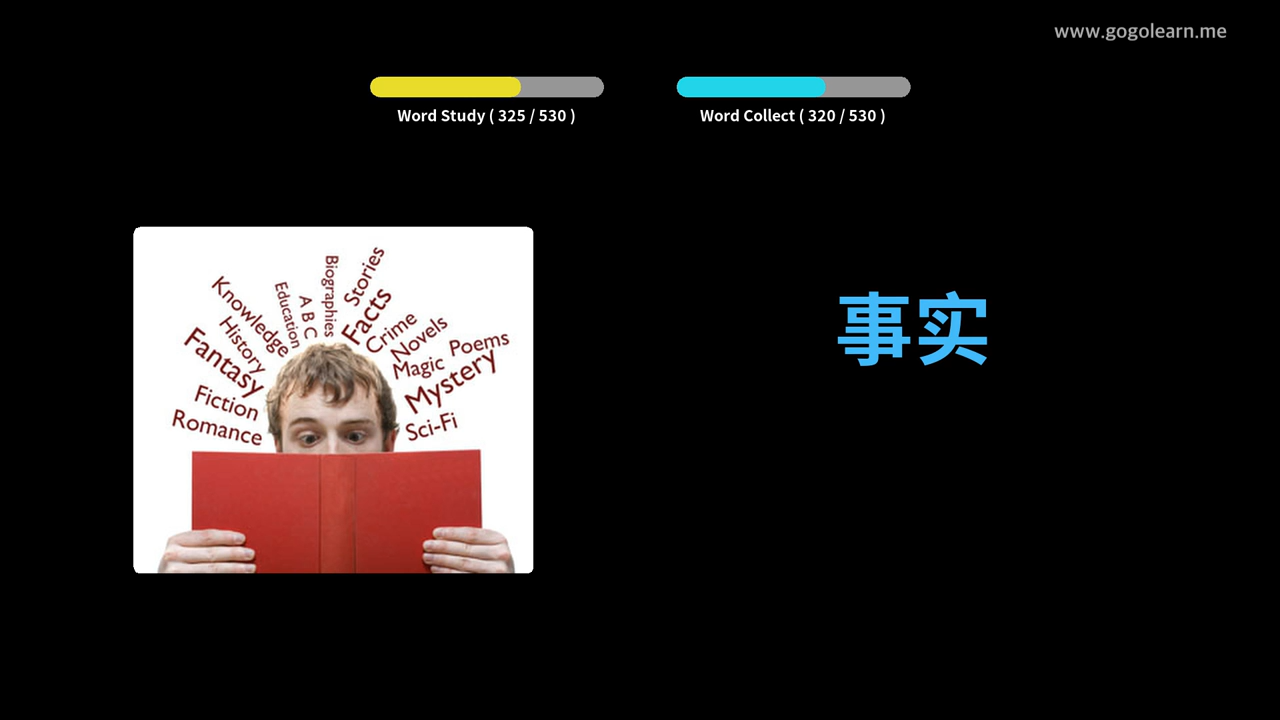 www.gogolearn.me
Word Study ( 325 / 530 )
Word Collect ( 320 / 530 )
Knowledge
History
Fantasy
Fiction
Romance
Education
A B C
Biographies
Stories
Facts
Crime
Novels
Magic
Poems
Mystery
Sci-Fi
事实